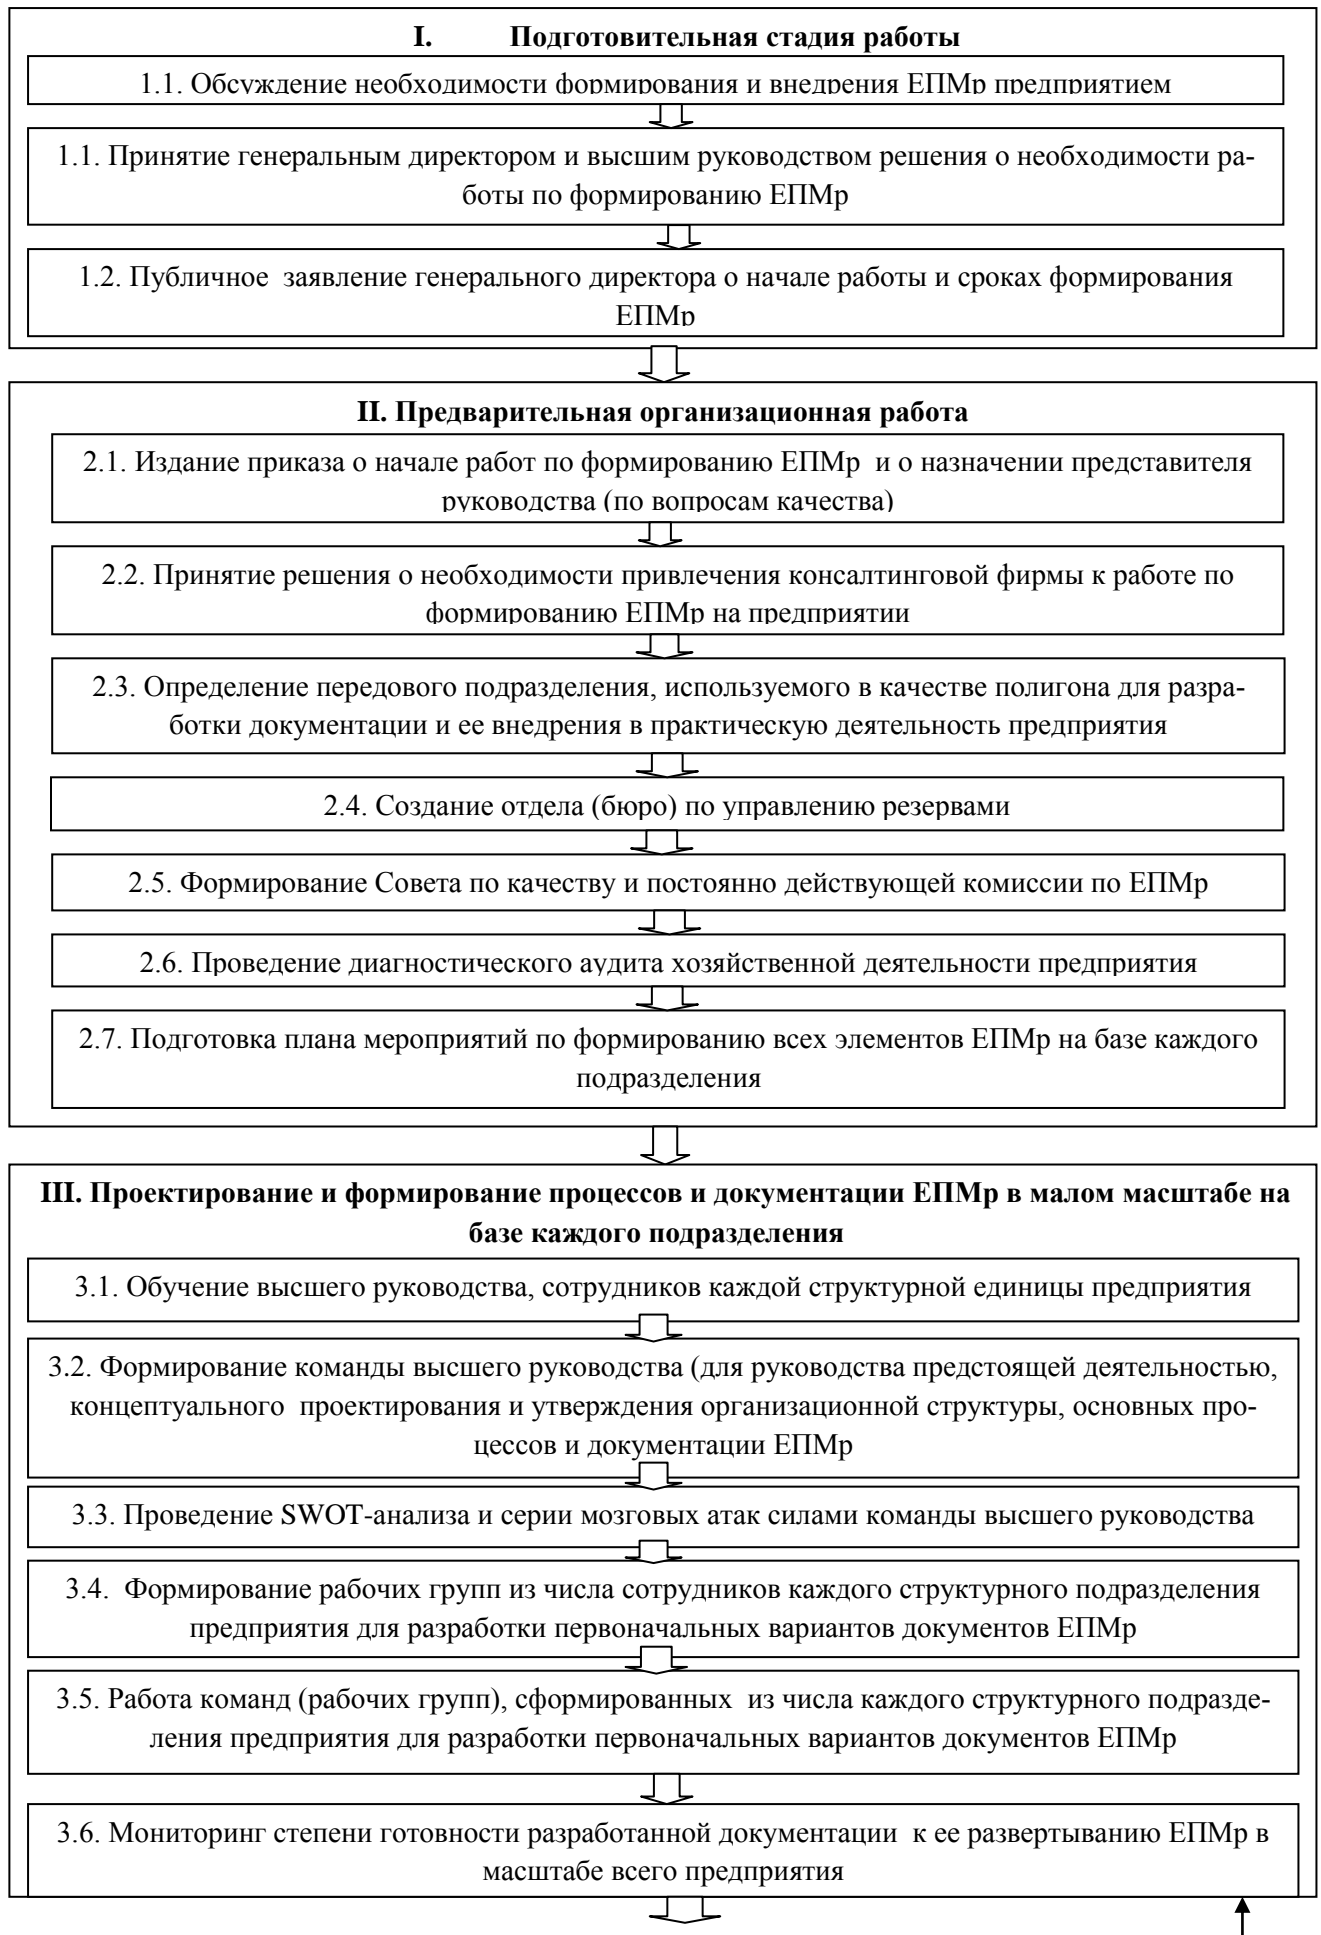 I. Подготовительная стадия работы
1.1. Обсуждение необходимости формирования и внедрения ЕПМр предприятием
1.1. Принятие генеральным директором и высшим руководством решения о необходимости ра-
боты по формированию ЕПМр
1.2. Публичное заявление генерального директора о начале работы и сроках формирования
ЕПМр
II. Предварительная организационная работа
2.1. Издание приказа о начале работ по формированию ЕПМр и о назначении представителя
руководства (по вопросам качества)
2.2. Принятие решения о необходимости привлечения консалтинговой фирмы к работе по
формированию ЕПМр на предприятии
2.3. Определение передового подразделения, используемого в качестве полигона для разра-
ботки документации и ее внедрения в практическую деятельность предприятия
2.4. Создание отдела (бюро) по управлению резервами
2.5. Формирование Совета по качеству и постоянно действующей комиссии по ЕПМр
2.6. Проведение диагностического аудита хозяйственной деятельности предприятия
2.7. Подготовка плана мероприятий по формированию всех элементов ЕПМр на базе каждого
подразделения
III. Проектирование и формирование процессов и документации ЕПМр в малом масштабе на
базе каждого подразделения
3.1. Обучение высшего руководства, сотрудников каждой структурной единицы предприятия
3.2. Формирование команды высшего руководства (для руководства предстоящей деятельностью,
концептуального проектирования и утверждения организационной структуры, основных про-
цессов и документации ЕПМр
3.3. Проведение SWOT-анализа и серии мозговых атак силами команды высшего руководства
3.4. Формирование рабочих групп из числа сотрудников каждого структурного подразделения
предприятия для разработки первоначальных вариантов документов ЕПМр
3.5. Работа команд (рабочих групп), сформированных из числа каждого структурного подразде-
ления предприятия для разработки первоначальных вариантов документов ЕПМр
3.6. Мониторинг степени готовности разработанной документации к ее развертыванию ЕПМр в
масштабе всего предприятия